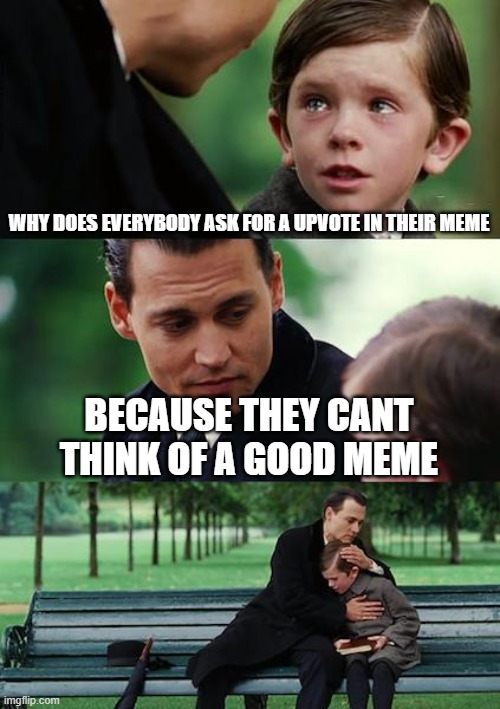 WHY DOES EVERYBODY ASK FOR A UPVOTE IN THEIR MEME
BECAUSE THEY CANT
THINK OF A GOOD MEME
imgflip.com